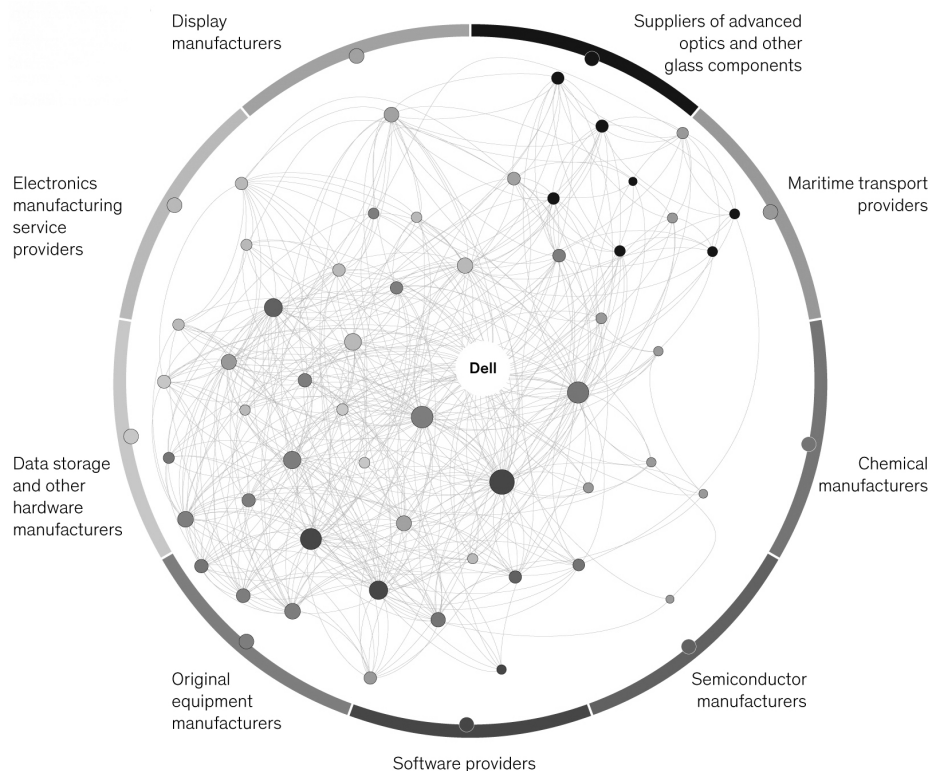 Display
manufacturers
Suppliers of advanced
optics and other
glass components
Electronics
manufacturing
service
providers
Maritime transport
providers
Dell
Data storage
and other
hardware
manufacturers
Chemical
manufacturers
Original
equipment
manufacturers
Semiconductor
manufacturers
Software providers